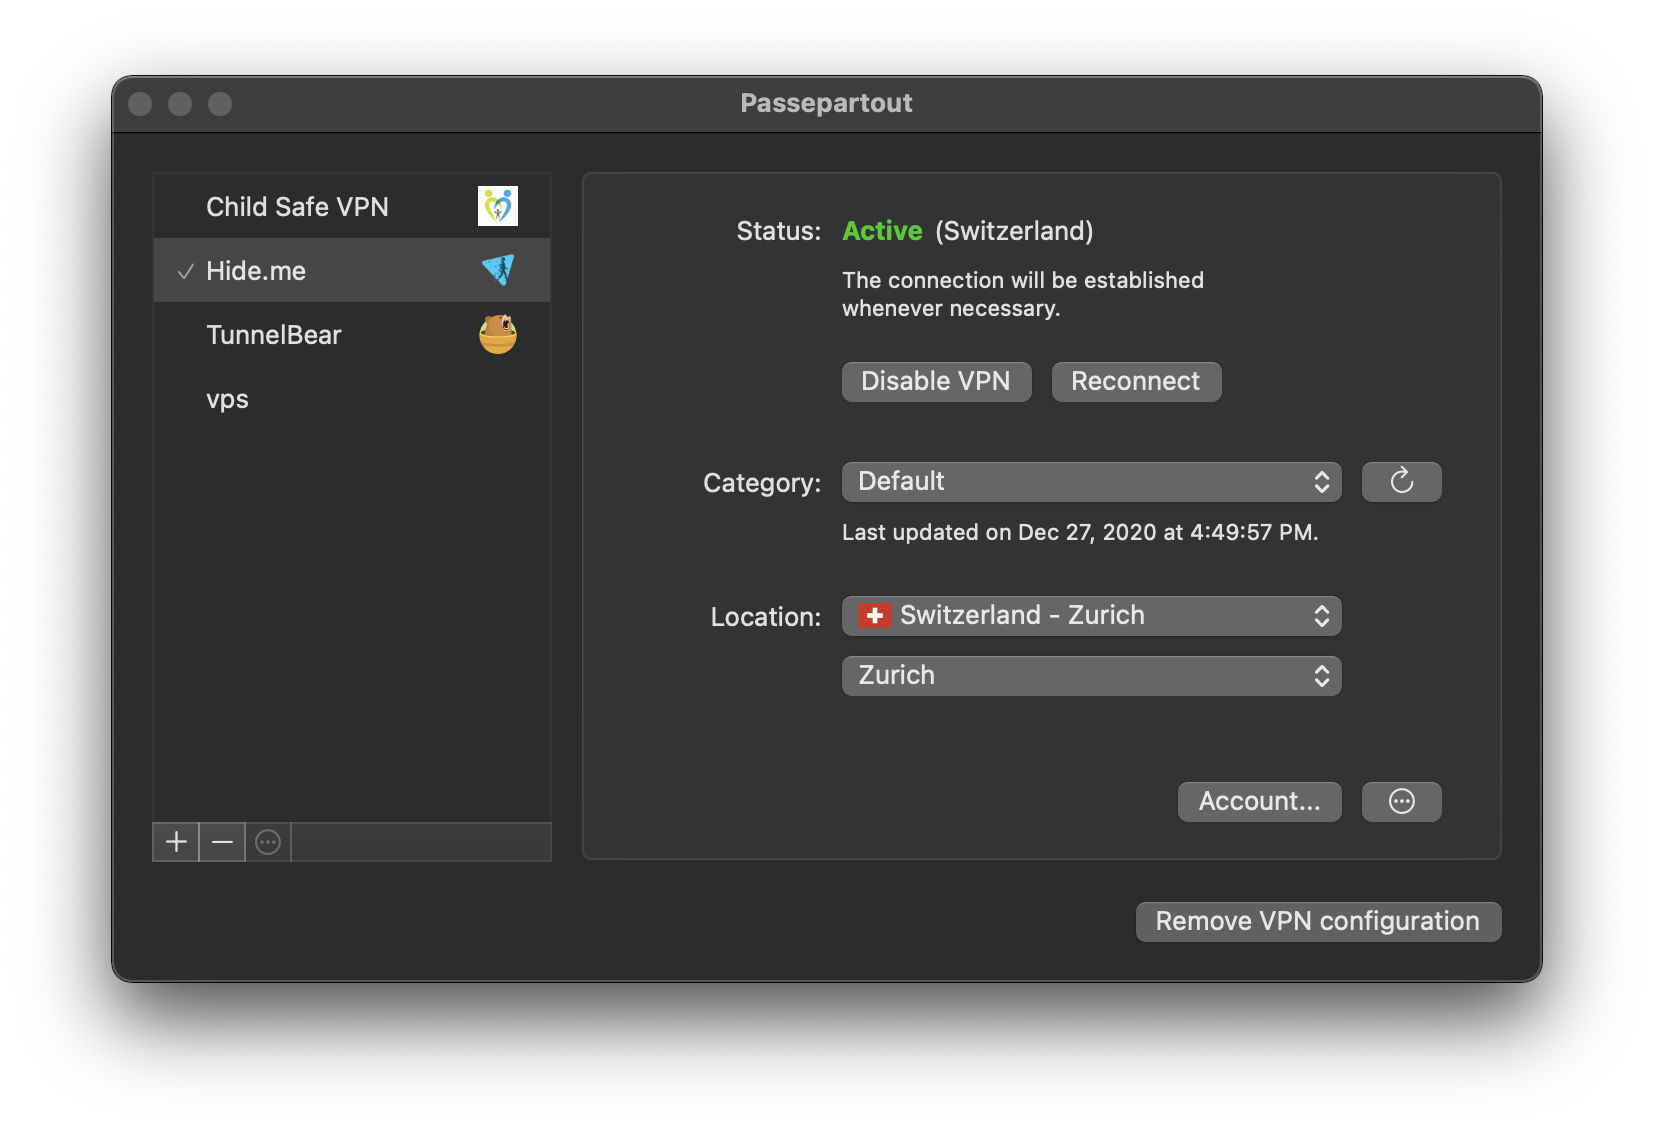 Passepartout
Child Safe VPN
Hide.me
TunnelBear
vps
Status: Active (Switzerland)
The connection will be established
whenever necessary.
Disable VPN Reconnect
Category: Default
Last updated on Dec 27, 2020 at 4:49:57 PM.
Location: Switzerland - Zurich
Zurich
Account...
Remove VPN configuration